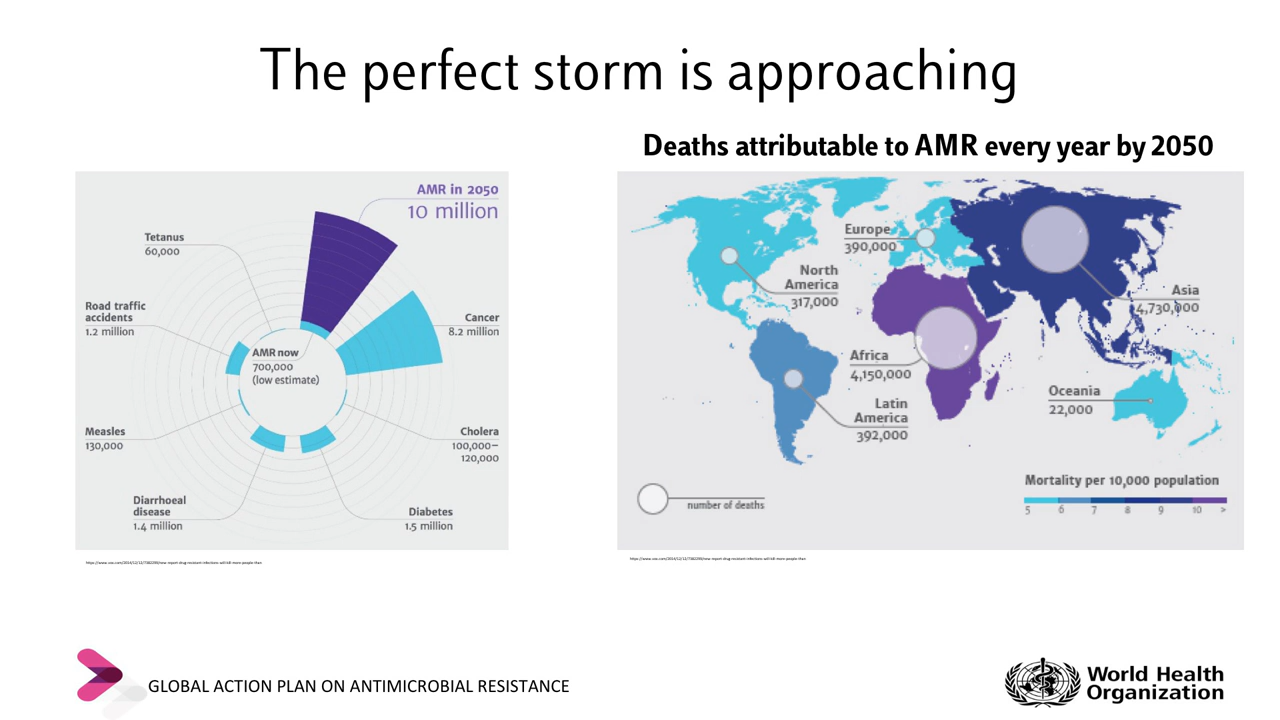 The perfect storm is approaching
Deaths attributable to AMR every year by 2050
AMR in 2050
10 million
Tetanus
60,000
Road traffic
accidents
1.2 million
Cancer
8.2 million
AMR now
700,000
(low estimate)
Measles
130,000
Cholera
100,000–
120,000
Diarrhoeal
disease
1.4 million
Diabetes
1.5 million
Europe
390,000
North
America
317,000
Asia
4,730,000
Africa
4,150,000
Latin
America
392,000
Oceania
22,000
Mortality per 10,000 population
5 6 7 8 9 10 >
number of deaths
GLOBAL ACTION PLAN ON ANTIMICROBIAL RESISTANCE
World Health
Organization